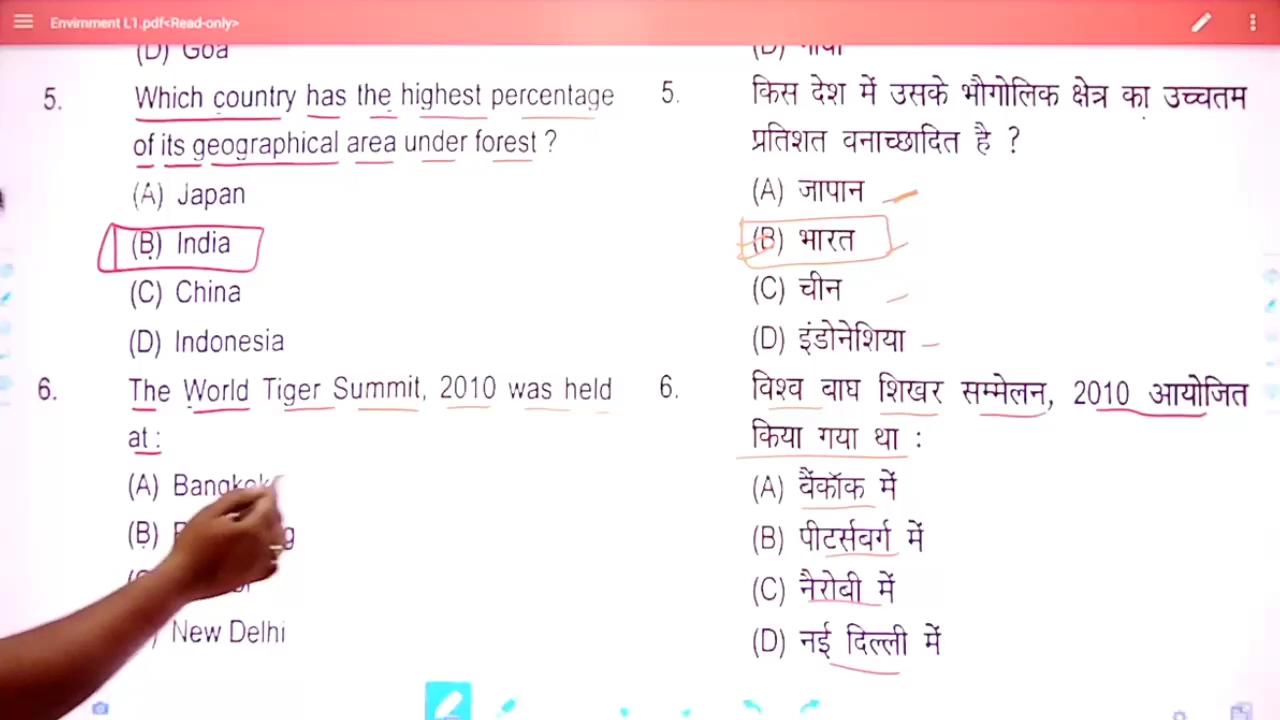 Envirnment L1.pdf<Read-only>
(D) Goa
5. Which country has the highest percentage
of its geographical area under forest ?
(A) Japan
(B) India
(C) China
(D) Indonesia
6. The World Tiger Summit, 2010 was held
at :
(A) Bangkok
(B)
New Delhi
(D) गोवा
5. किस देश में उसके भौगोलिक क्षेत्र का उच्चतम
प्रतिशत वनाच्छादित है ?
(A) जापान
(B) भारत
(C) चीन
(D) इंडोनेशिया
6. विश्व बाघ शिखर सम्मेलन, 2010 आयोजित
किया गया था :
(A) बैंकॉक में
(B) पीटर्सबर्ग में
(C) नैरोबी में
(D) नई दिल्ली में